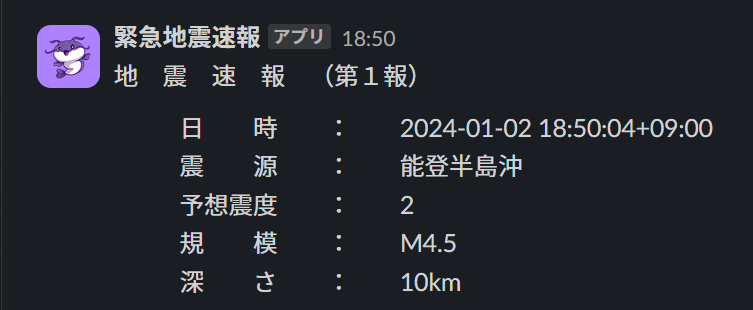 緊急地震速報 アプリ 18:50
地 震 速 報 （第１報）
日 時 ： 2024-01-02 18:50:04+09:00
震 源 ： 能登半島沖
予想震度 ： 2
規 模 ： M4.5
深 さ ： 10km